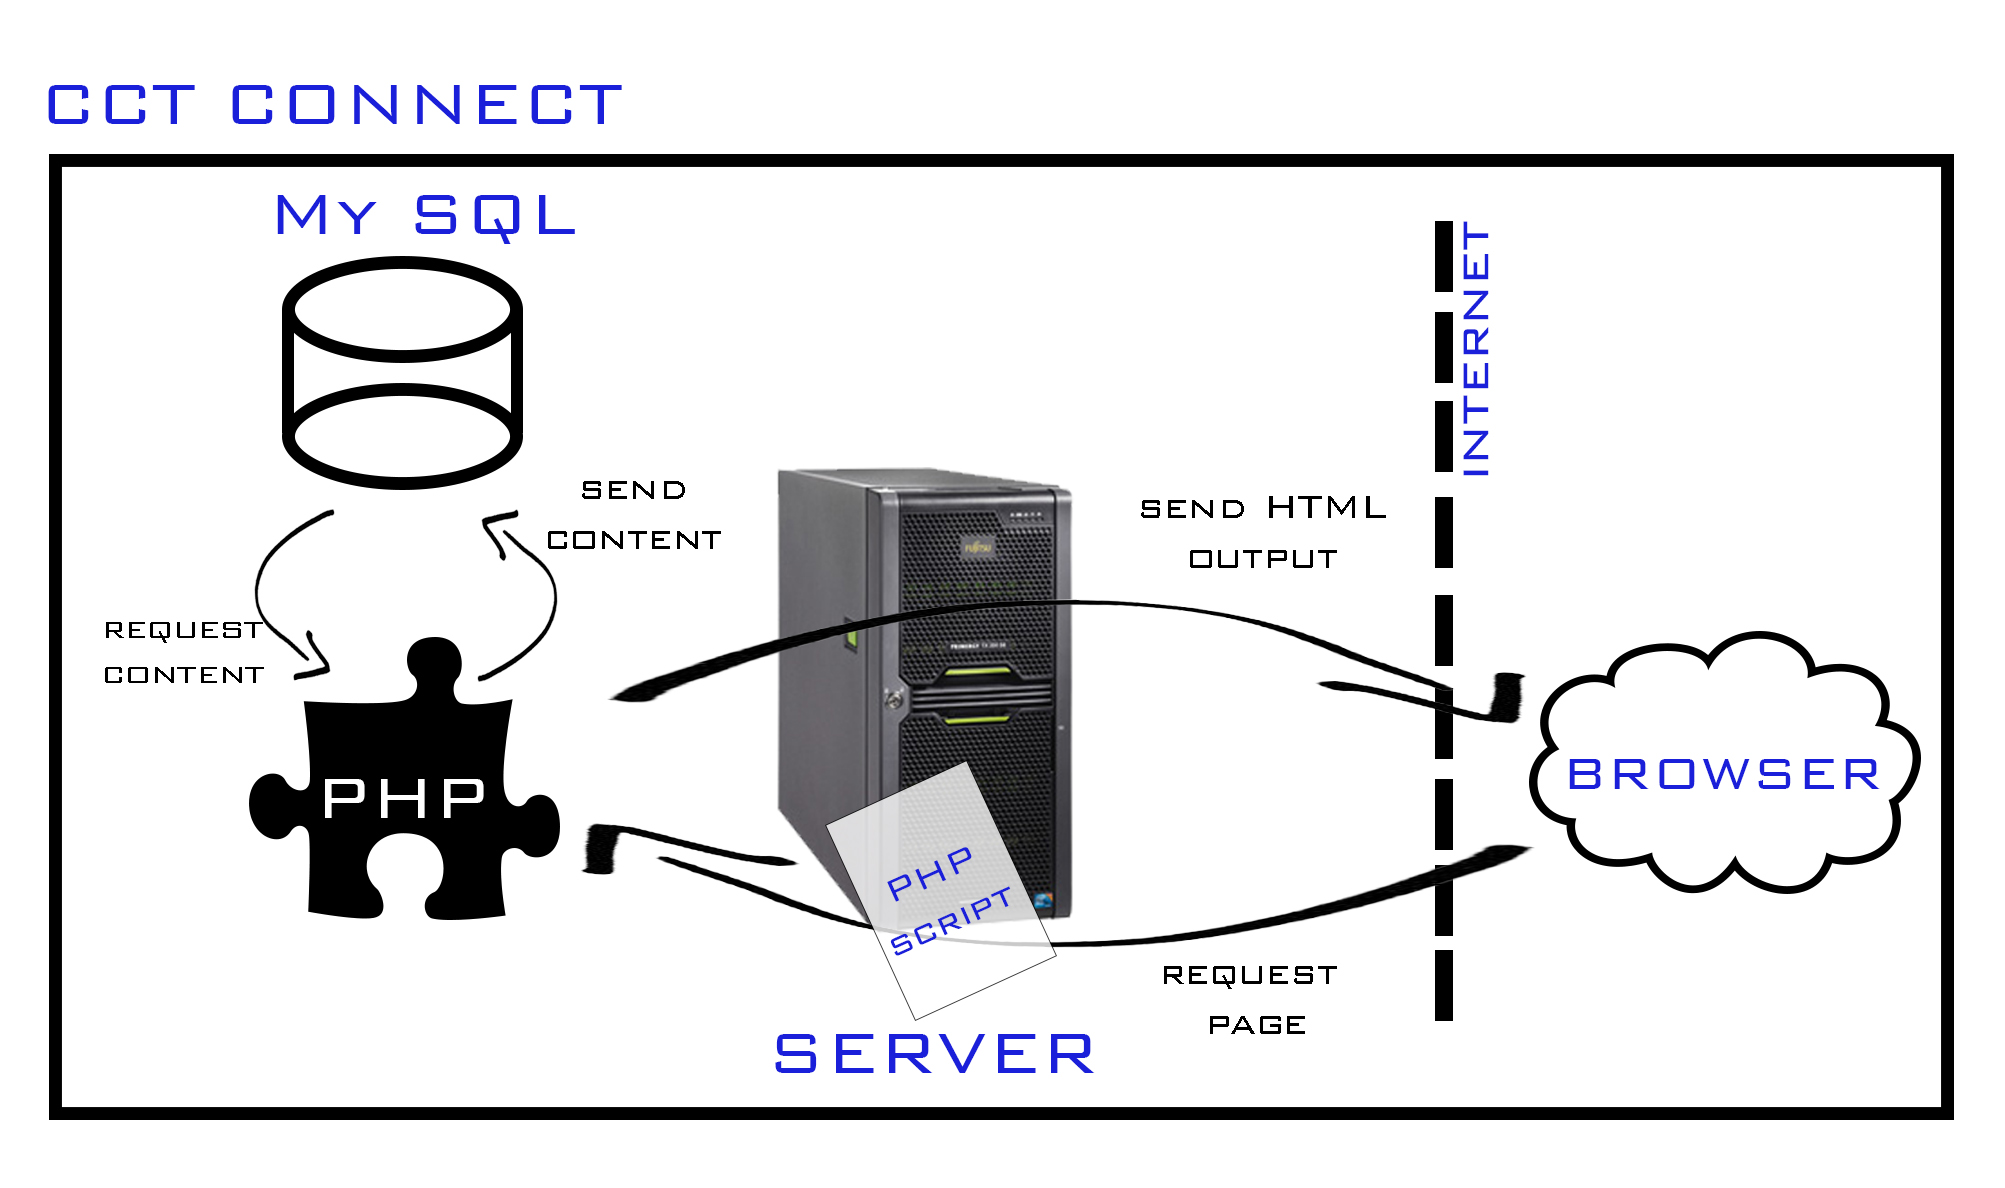 CCT CONNECT
My SQL
INTERNET
SEND
CONTENT
SEND HTML
OUTPUT
FUJITSU
REQUEST
CONTENT
PHP
BROWSER
PHP
SCRIPT
REQUEST
PAGE
SERVER